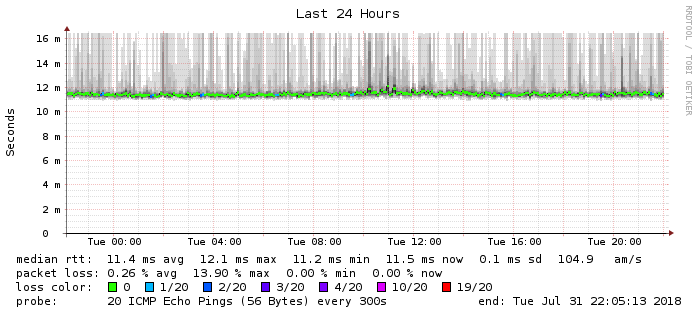 Last 24 Hours
RRDTOOL / TOBI OETIKER
Seconds
16 m
14 m
12 m
10 m
8 m
6 m
4 m
2 m
0
Tue 00:00 Tue 04:00 Tue 08:00 Tue 12:00 Tue 16:00 Tue 20:00
median rtt: 11.4 ms avg 12.1 ms max 11.2 ms min 11.5 ms now 0.1 ms sd 104.9 am/s
packet loss: 0.26 % avg 13.90 % max 0.00 % min 0.00 % now
loss color: 0 1/20 2/20 3/20 4/20 10/20 19/20
probe: 20 ICMP Echo Pings (56 Bytes) every 300s end: Tue Jul 31 22:05:13 2018